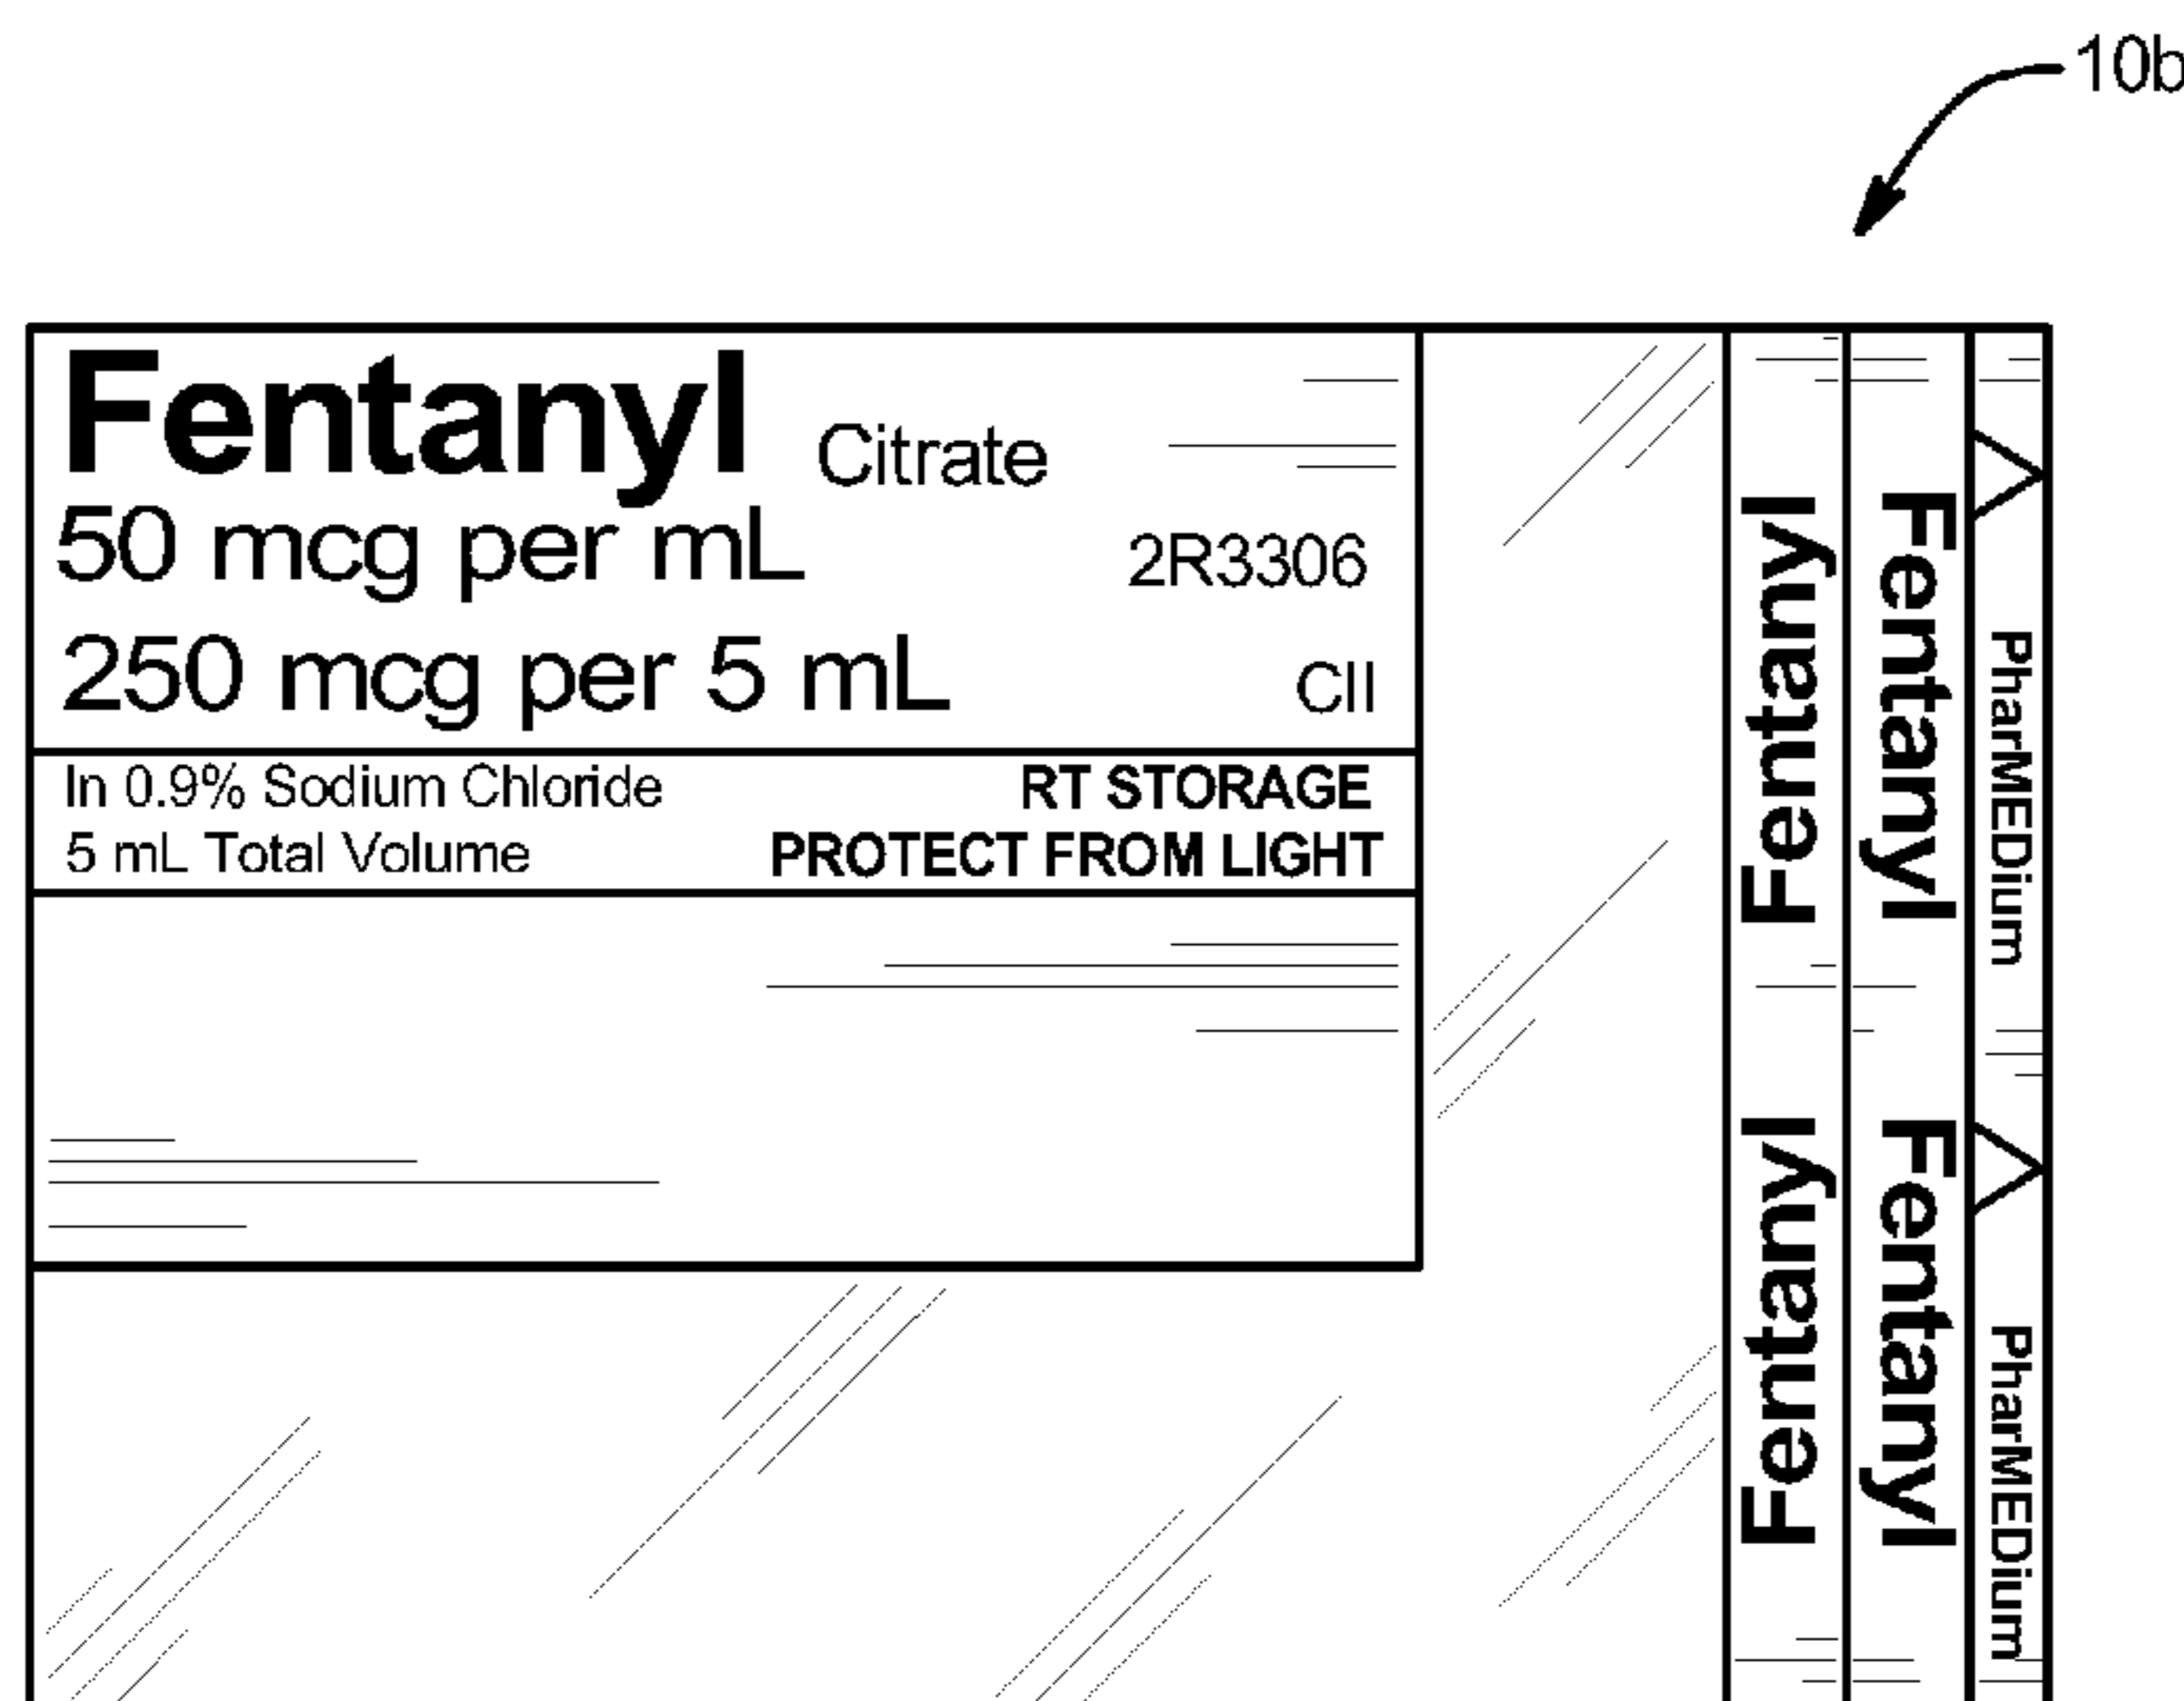 10b
Fentanyl Citrate
50 mcg per mL 2R3306
250 mcg per 5 mL CII
In 0.9% Sodium Chloride RT STORAGE
5 mL Total Volume PROTECT FROM LIGHT
Fentanyl
Fentanyl
Fentanyl
Fentanyl
PharMEDium
PharMEDium